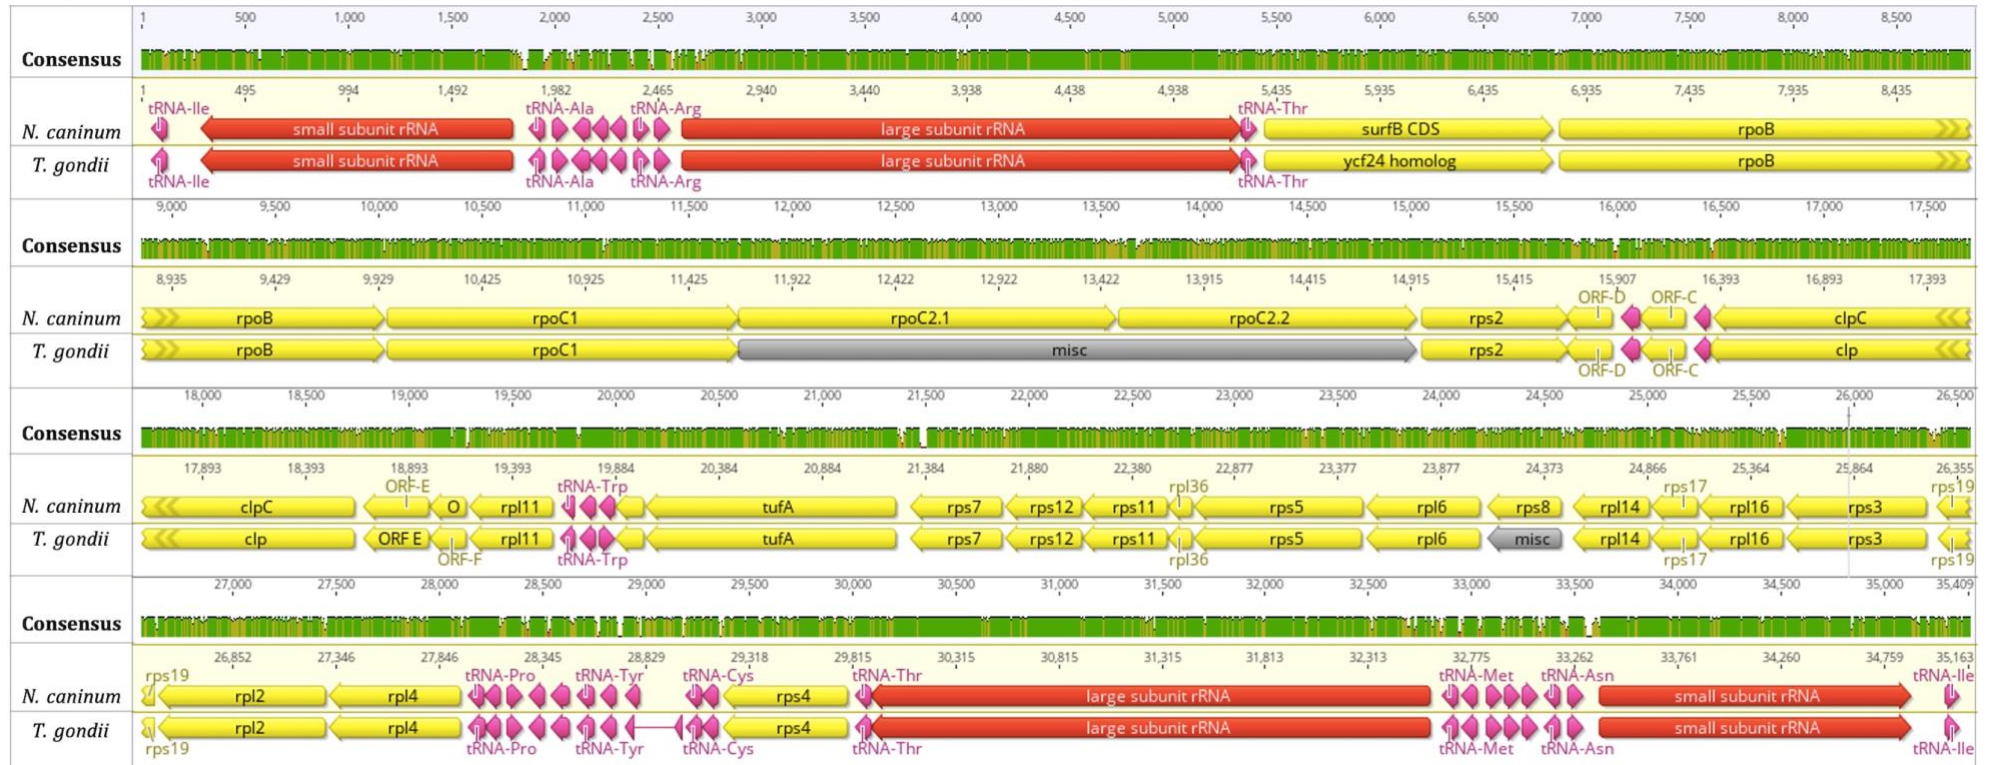 1 500 1,000 1,500 2,000 2,500 3,000 3,500 4,000 4,500 5,000 5,500 6,000 6,500 7,000 7,500 8,000 8,500
Consensus
1 495 994 1,492 1,982 2,465 2,940 3,440 3,938 4,438 4,938 5,435 5,935 6,435 6,935 7,435 7,935 8,435
tRNA-Ile tRNA-Ala tRNA-Arg tRNA-Thr
N. caninum small subunit rRNA large subunit rRNA surfB CDS rpoB
T. gondii small subunit rRNA large subunit rRNA ycf24 homolog rpoB
tRNA-Ile tRNA-Ala tRNA-Arg tRNA-Thr
9,000 9,500 10,000 10,500 11,000 11,500 12,000 12,500 13,000 13,500 14,000 14,500 15,000 15,500 16,000 16,500 17,000 17,500
Consensus
8,935 9,429 9,929 10,425 10,925 11,425 11,922 12,422 12,922 13,422 13,915 14,415 14,915 15,415 15,907 16,393 16,893 17,393
ORF-D ORF-C
N. caninum rpoB rpoC1 rpoC2.1 rpoC2.2 rps2 clpC
T. gondii rpoB rpoC1 misc rps2 clp
ORF-D ORF-C
18,000 18,500 19,000 19,500 20,000 20,500 21,000 21,500 22,000 22,500 23,000 23,500 24,000 24,500 25,000 25,500 26,000 26,500
Consensus
17,893 18,393 18,893 19,393 19,884 20,384 20,884 21,384 21,880 22,380 22,877 23,377 23,877 24,373 24,866 25,364 25,864 26,355
ORF-E tRNA-Trp rpl36 rps17 rps19
N. caninum clpC O rpl11 tufA rps7 rps12 rps11 rps5 rpl6 rps8 rpl14 rpl16 rps3
T. gondii clp ORF E rpl11 tufA rps7 rps12 rps11 rps5 rpl6 misc rpl14 rpl16 rps3
ORF-F tRNA-Trp rpl36 rps17 rps19
27,000 27,500 28,000 28,500 29,000 29,500 30,000 30,500 31,000 31,500 32,000 32,500 33,000 33,500 34,000 34,500 35,000 35,409
Consensus
26,852 27,346 27,846 28,345 28,829 29,318 29,815 30,315 30,815 31,315 31,813 32,313 32,775 33,262 33,761 34,260 34,759 35,163
rps19 tRNA-Pro tRNA-Tyr tRNA-Cys tRNA-Thr tRNA-Met tRNA-Asn tRNA-Ile
N. caninum rpl2 rpl4 rps4 large subunit rRNA small subunit rRNA
T. gondii rpl2 rpl4 rps4 large subunit rRNA small subunit rRNA
rps19 tRNA-Pro tRNA-Tyr tRNA-Cys tRNA-Thr tRNA-Met tRNA-Asn tRNA-Ile